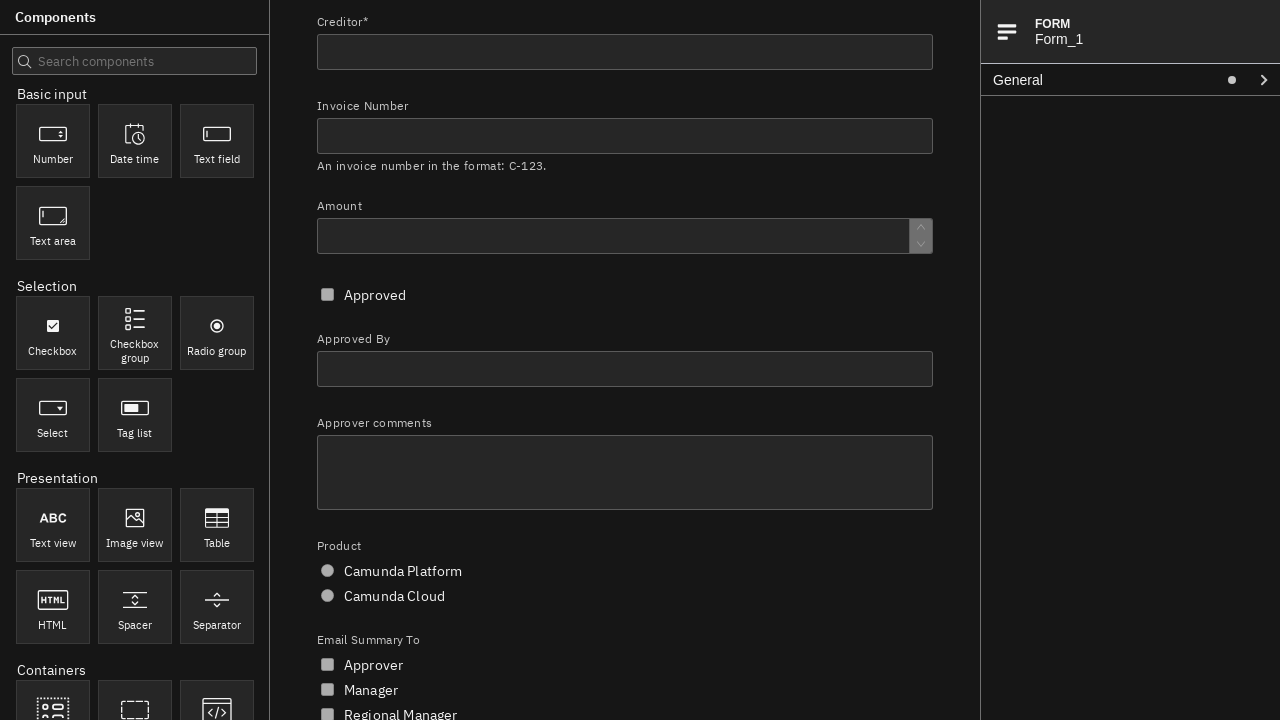 Components
Search components
Basic input
Number
Date time
Text field
Text area
Selection
Checkbox
Checkbox
group
Radio group
Select
Tag list
Presentation
ABC
Text view
Image view
Table
HTML
HTML
Spacer
Separator
Containers
Creditor*
Invoice Number
An invoice number in the format: C-123.
Amount
Approved
Approved By
Approver comments
Product
Camunda Platform
Camunda Cloud
Email Summary To
Approver
Manager
Regional Manager
FORM
Form_1
General